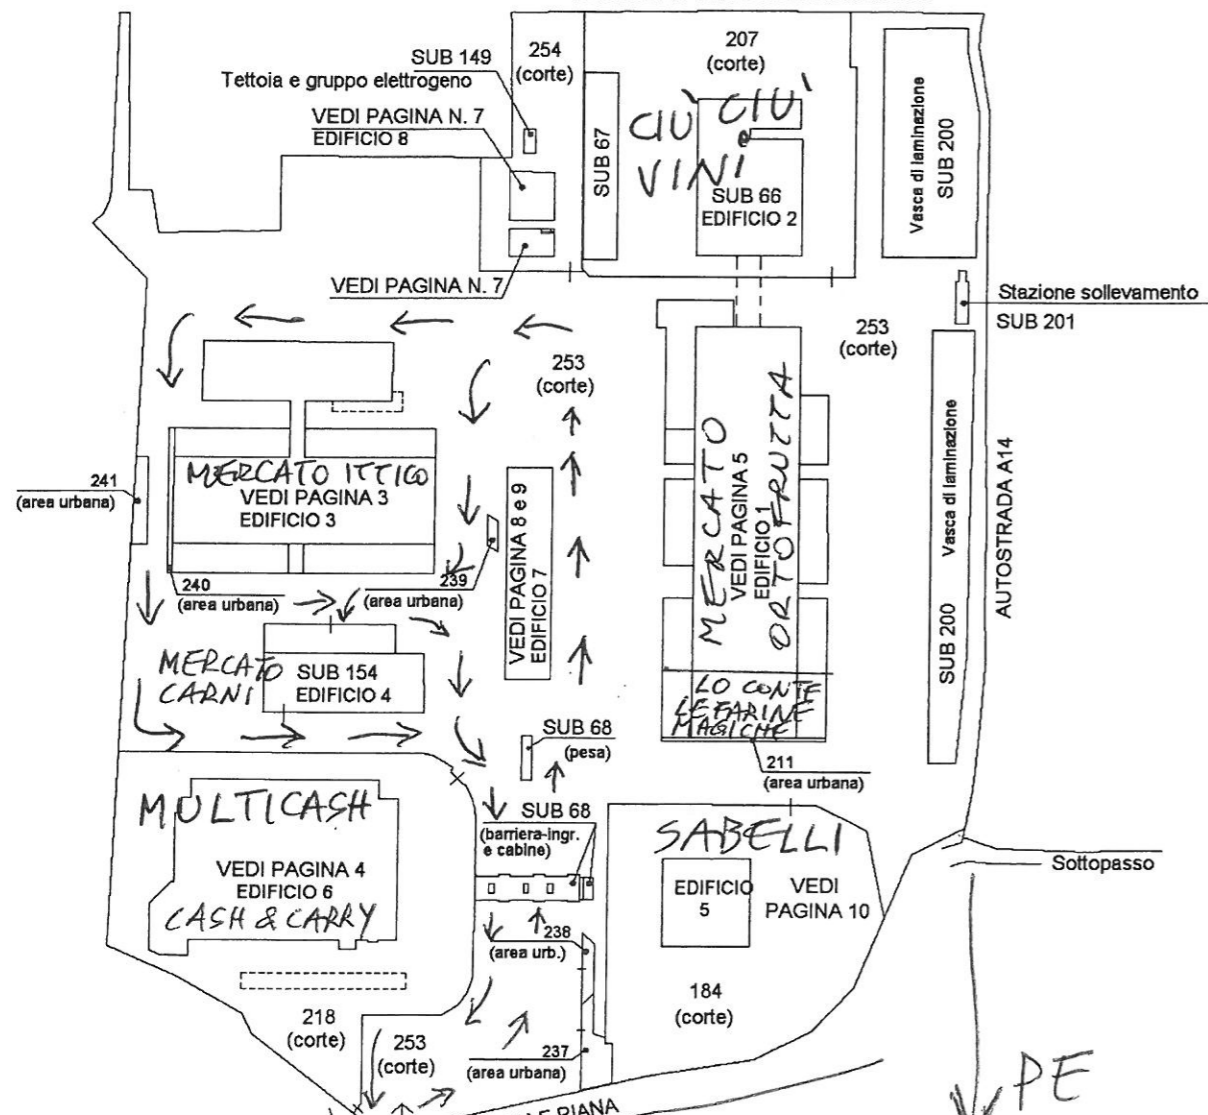 SUB 149
Tettoia e gruppo elettrogeno
VEDI PAGINA N. 7
EDIFICIO 8
254
(corte)
207
(corte)
SUB 67
CIÙ CIU'
VINI
SUB 66
EDIFICIO 2
Vasca di laminazione
SUB 200
VEDI PAGINA N. 7
Stazione sollevamento
SUB 201
253
(corte)
253
(corte)
241
(area urbana)
MERCATO ITTICO
VEDI PAGINA 3
EDIFICIO 3
240
(area urbana)
239
(area urbana)
VEDI PAGINA 8 e 9
EDIFICIO 7
MERCATO
VEDI PAGINA 5
EDIFICIO 1
ORTOFRUTTA
Vasca di laminazione
SUB 200
AUTOSTRADA A14
MERCATO
CARNI
SUB 154
EDIFICIO 4
LO CONTE
LE FARINE
MAGICHE
SUB 68
(pesa)
211
(area urbana)
MULTICASH
VEDI PAGINA 4
EDIFICIO 6
CASH & CARRY
SUB 68
(barriera-ingr.
e cabine)
SABELLI
EDIFICIO
5
VEDI
PAGINA 10
Sottopasso
238
(area urb.)
184
(corte)
218
(corte)
253
(corte)
237
(area urbana)
PIANA
PE